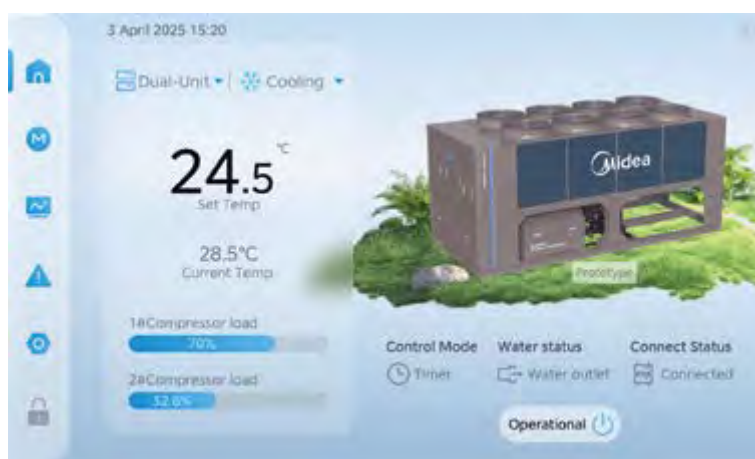 3 April 2025 15:20
Dual-Unit
Cooling
24.5 °C
Set Temp
28.5°C
Current Temp
1#Compressor load
70%
2#Compressor load
32.8%
Midea
Prototype
Control Mode Water status Connect Status
Timer Water outlet Connected
Operational